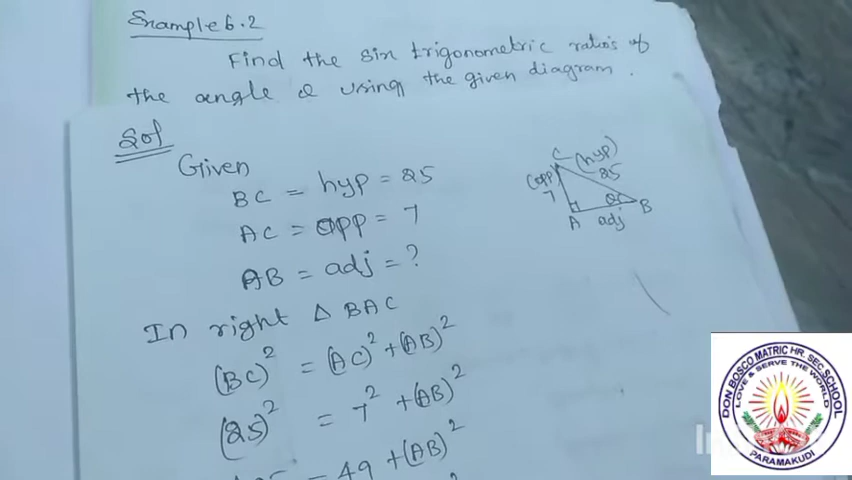 Example 6.2
Find the six trigonometric ratios of
the angle θ using the given diagram.
Sol
Given
BC = hyp = 25
AC = opp = 7
AB = adj = ?
In right Δ BAC
(BC)² = (AC)² + (AB)²
(25)² = 7² + (AB)²
= 49 + (AB)²
C (hyp)
25
(opp)
7
θ
B
A adj
DON BOSCO MATRIC HR. SEC. SCHOOL
LOVE & SERVE THE WORLD
PARAMAKUDI